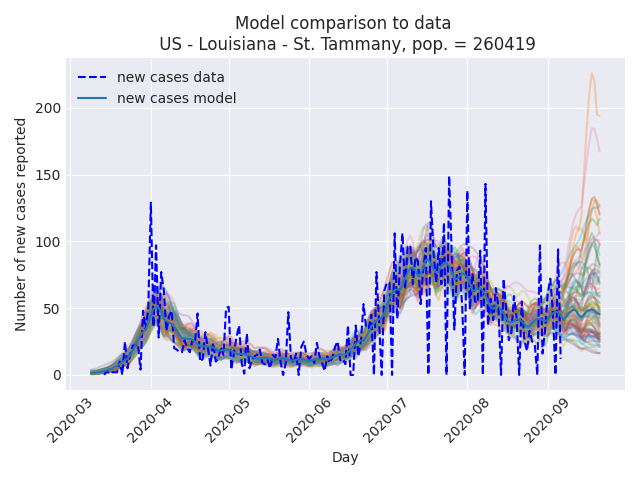 Model comparison to data
US - Louisiana - St. Tammany, pop. = 260419
new cases data
new cases model
Number of new cases reported
200
150
100
50
0
2020-03
2020-04
2020-05
2020-06
2020-07
2020-08
2020-09
Day